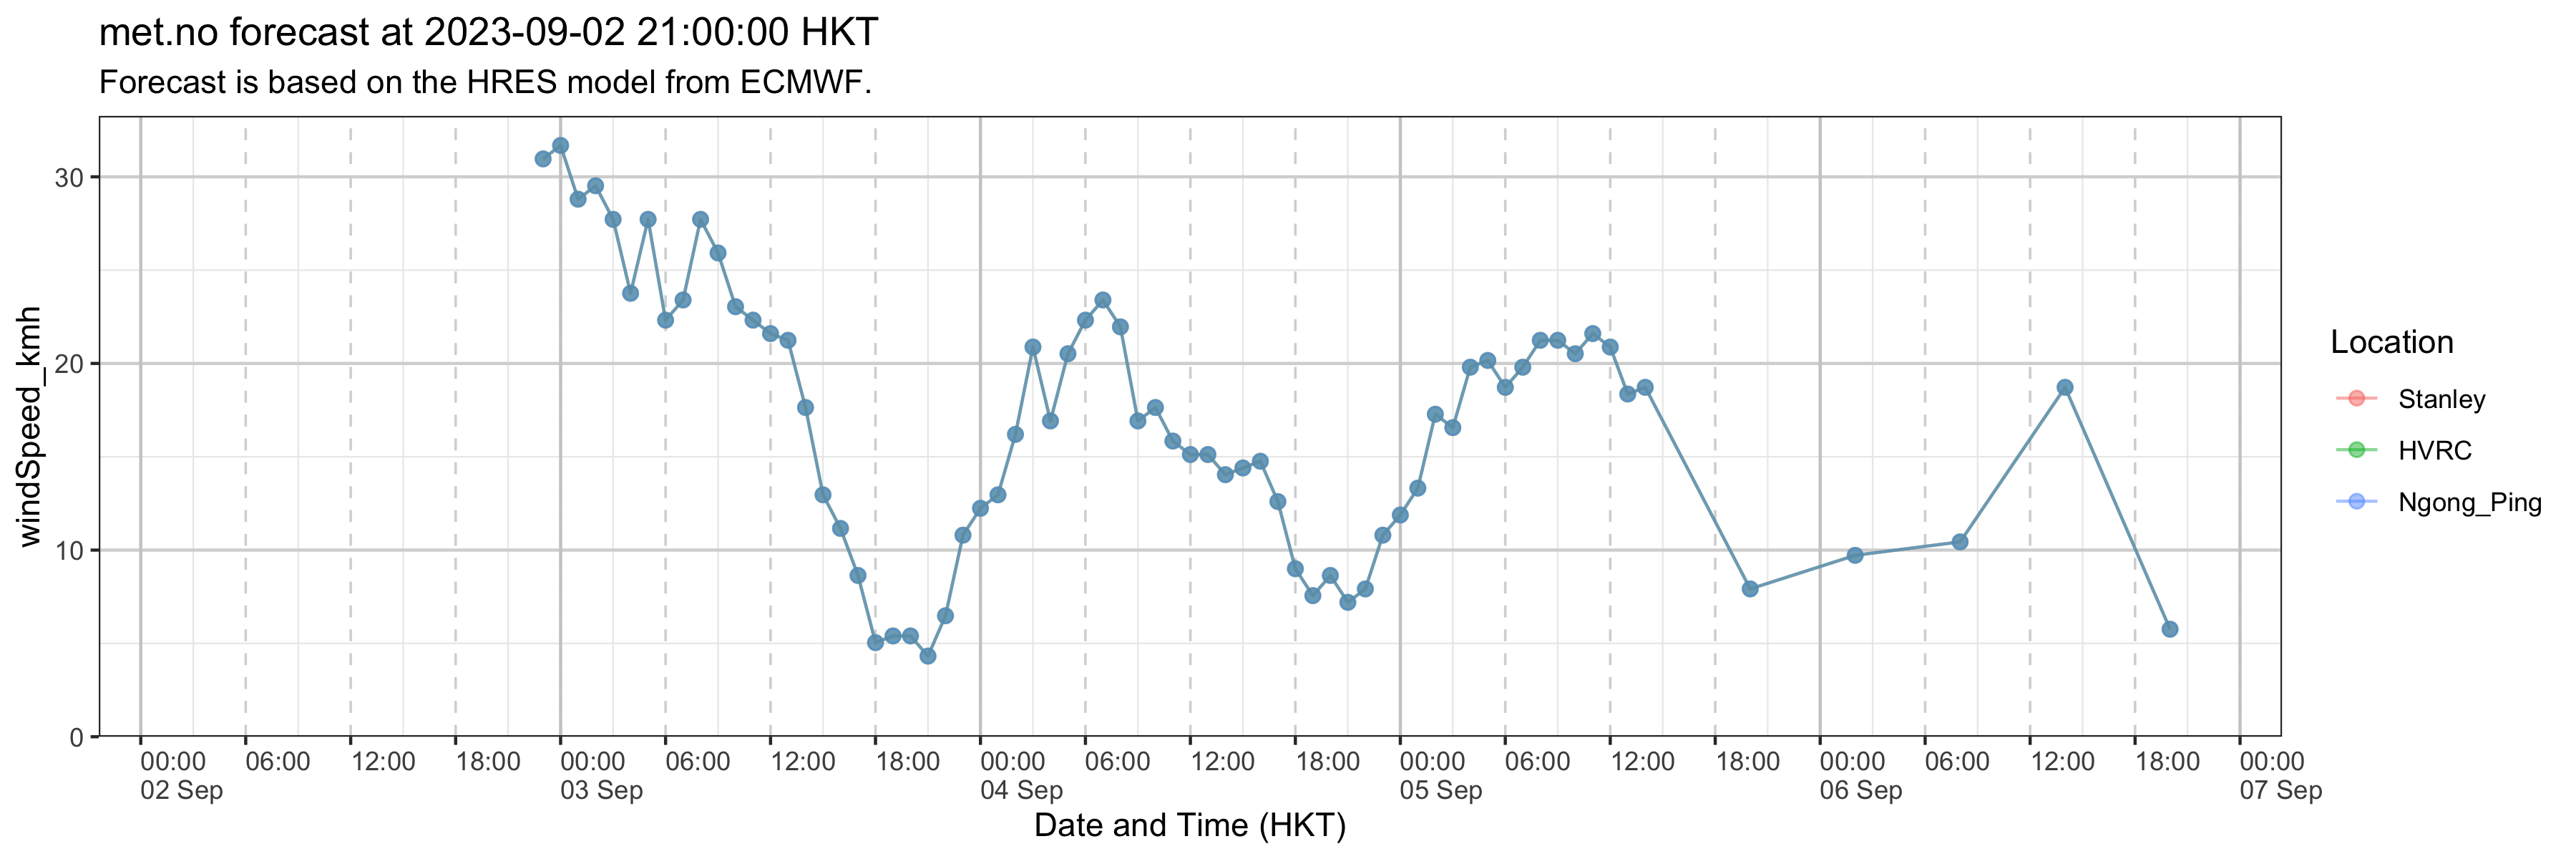 met.no forecast at 2023-09-02 21:00:00 HKT
Forecast is based on the HRES model from ECMWF.
windSpeed_kmh
30
20
10
0
00:00 06:00 12:00 18:00 00:00 06:00 12:00 18:00 00:00 06:00 12:00 18:00 00:00 06:00 12:00 18:00 00:00 06:00 12:00 18:00 00:00
02 Sep 03 Sep 04 Sep 05 Sep 06 Sep 07 Sep
Date and Time (HKT)
Location
Stanley
HVRC
Ngong_Ping